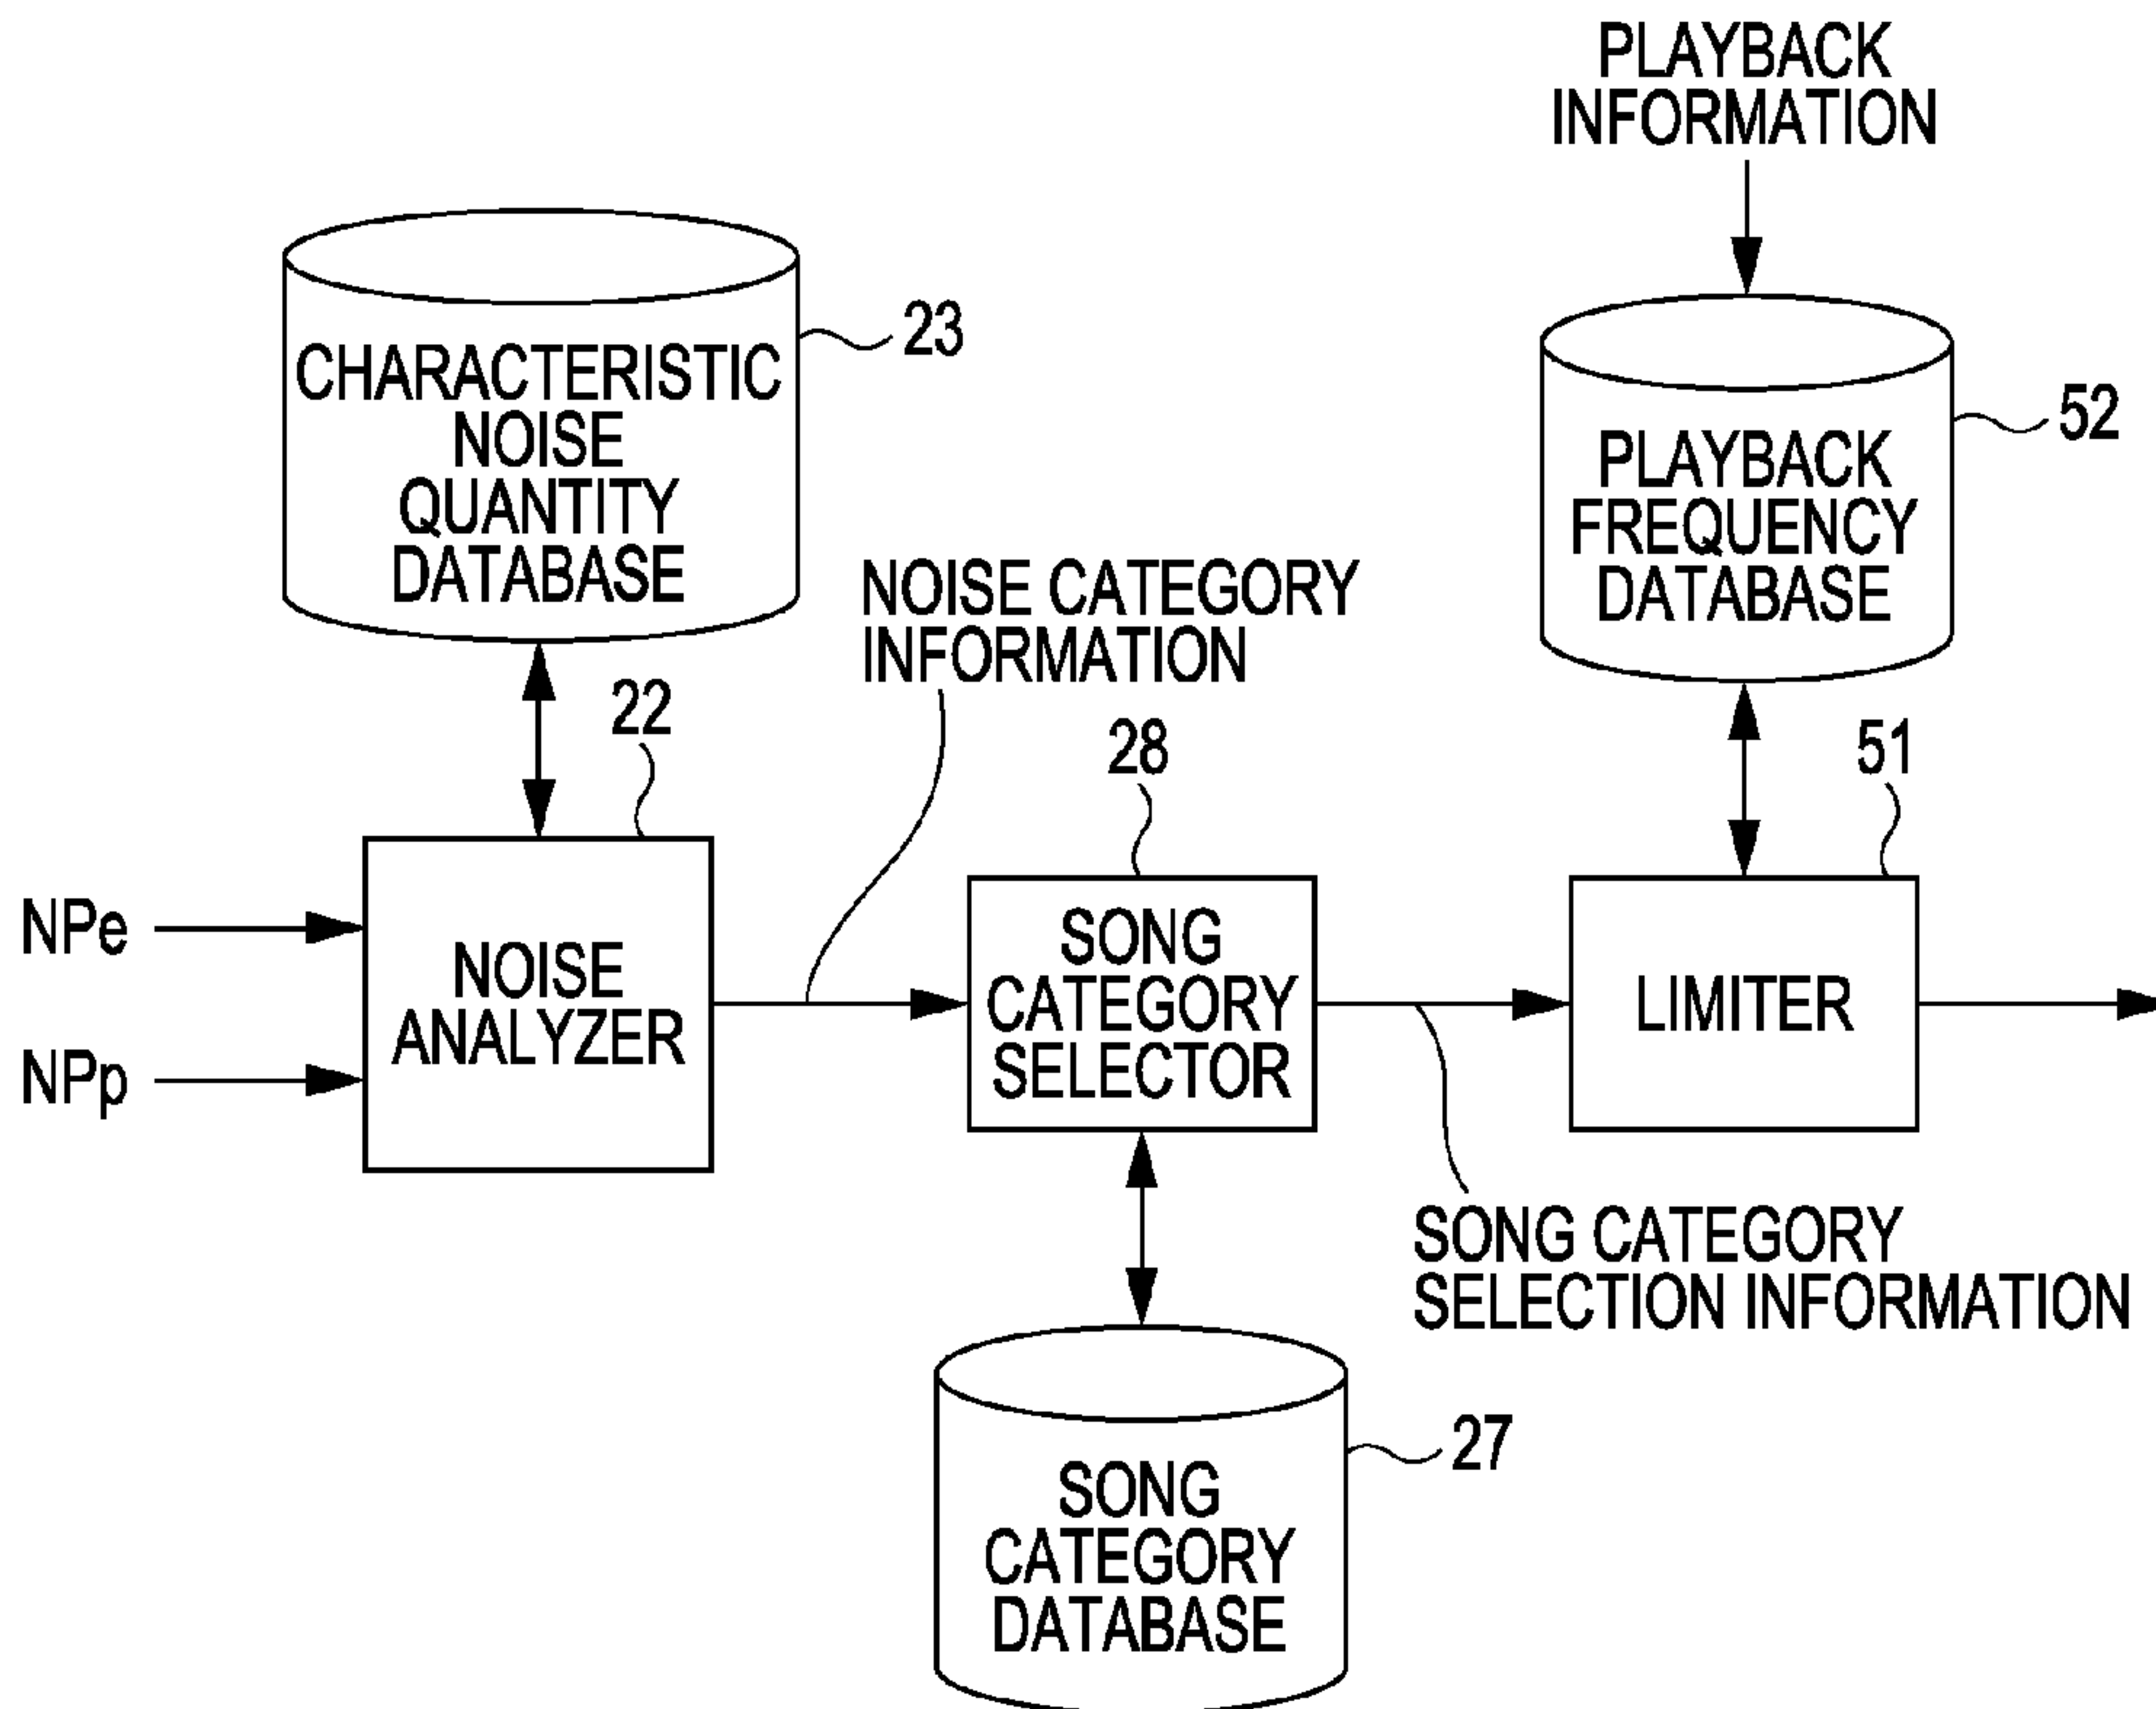 PLAYBACK
INFORMATION
CHARACTERISTIC
NOISE
QUANTITY
DATABASE
23
PLAYBACK
FREQUENCY
DATABASE
52
NOISE CATEGORY
INFORMATION
22
28
51
NPe
NPp
NOISE
ANALYZER
SONG
CATEGORY
SELECTOR
LIMITER
SONG CATEGORY
SELECTION INFORMATION
SONG
CATEGORY
DATABASE
27